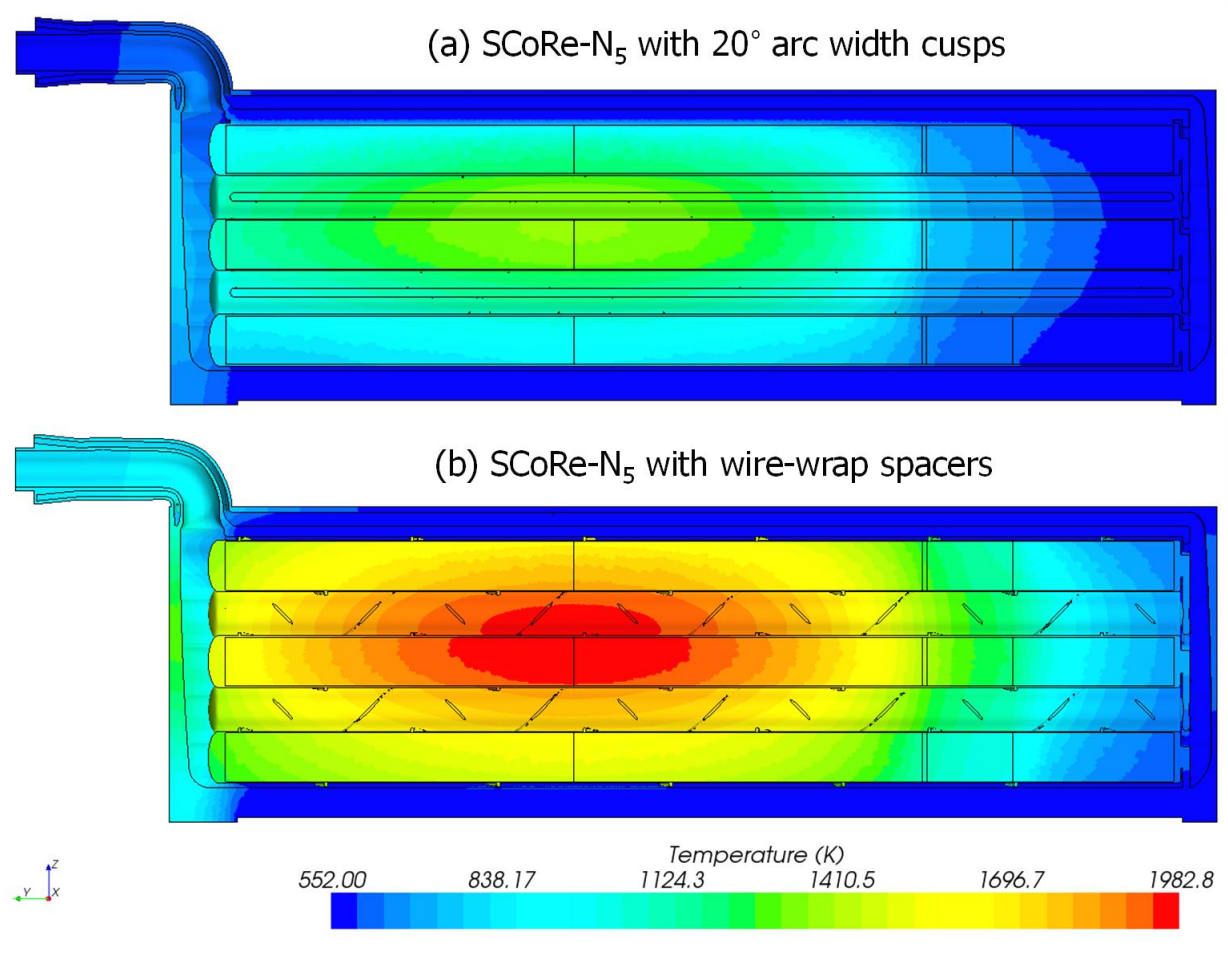 (a) SCoRe-N5 with 20° arc width cusps
(b) SCoRe-N5 with wire-wrap spacers
Temperature (K)
552.00 838.17 1124.3 1410.5 1696.7 1982.8
Z
Y X